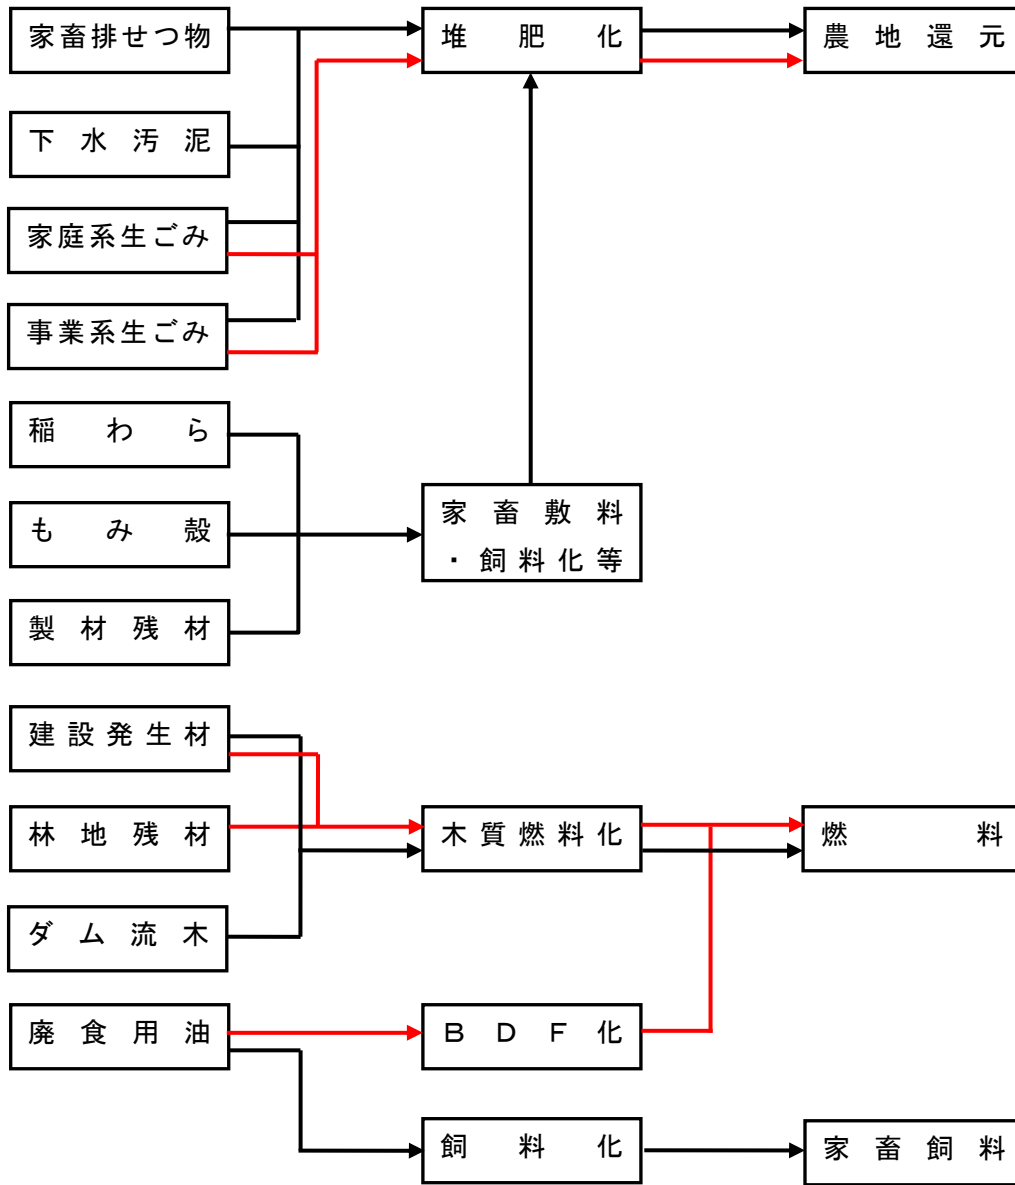 家畜排せつ物
堆肥化
農地還元
下水汚泥
家庭系生ごみ
事業系生ごみ
稲わら
もみ殻
家畜敷料
・飼料化等
製材残材
建設発生材
林地残材
木質燃料化
燃料
ダム流木
廃食用油
ＢＤＦ化
飼料化
家畜飼料